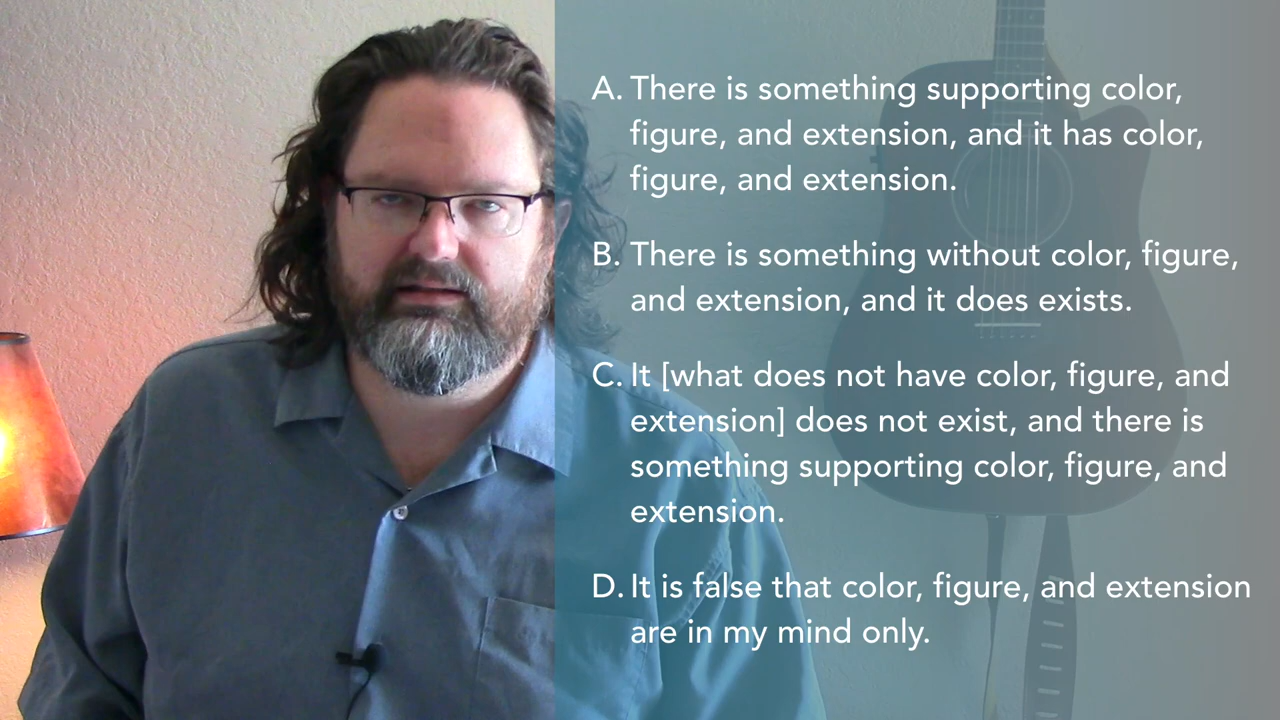 A. There is something supporting color,
figure, and extension, and it has color,
figure, and extension.
B. There is something without color, figure,
and extension, and it does exists.
C. It [what does not have color, figure, and
extension] does not exist, and there is
something supporting color, figure, and
extension.
D. It is false that color, figure, and extension
are in my mind only.